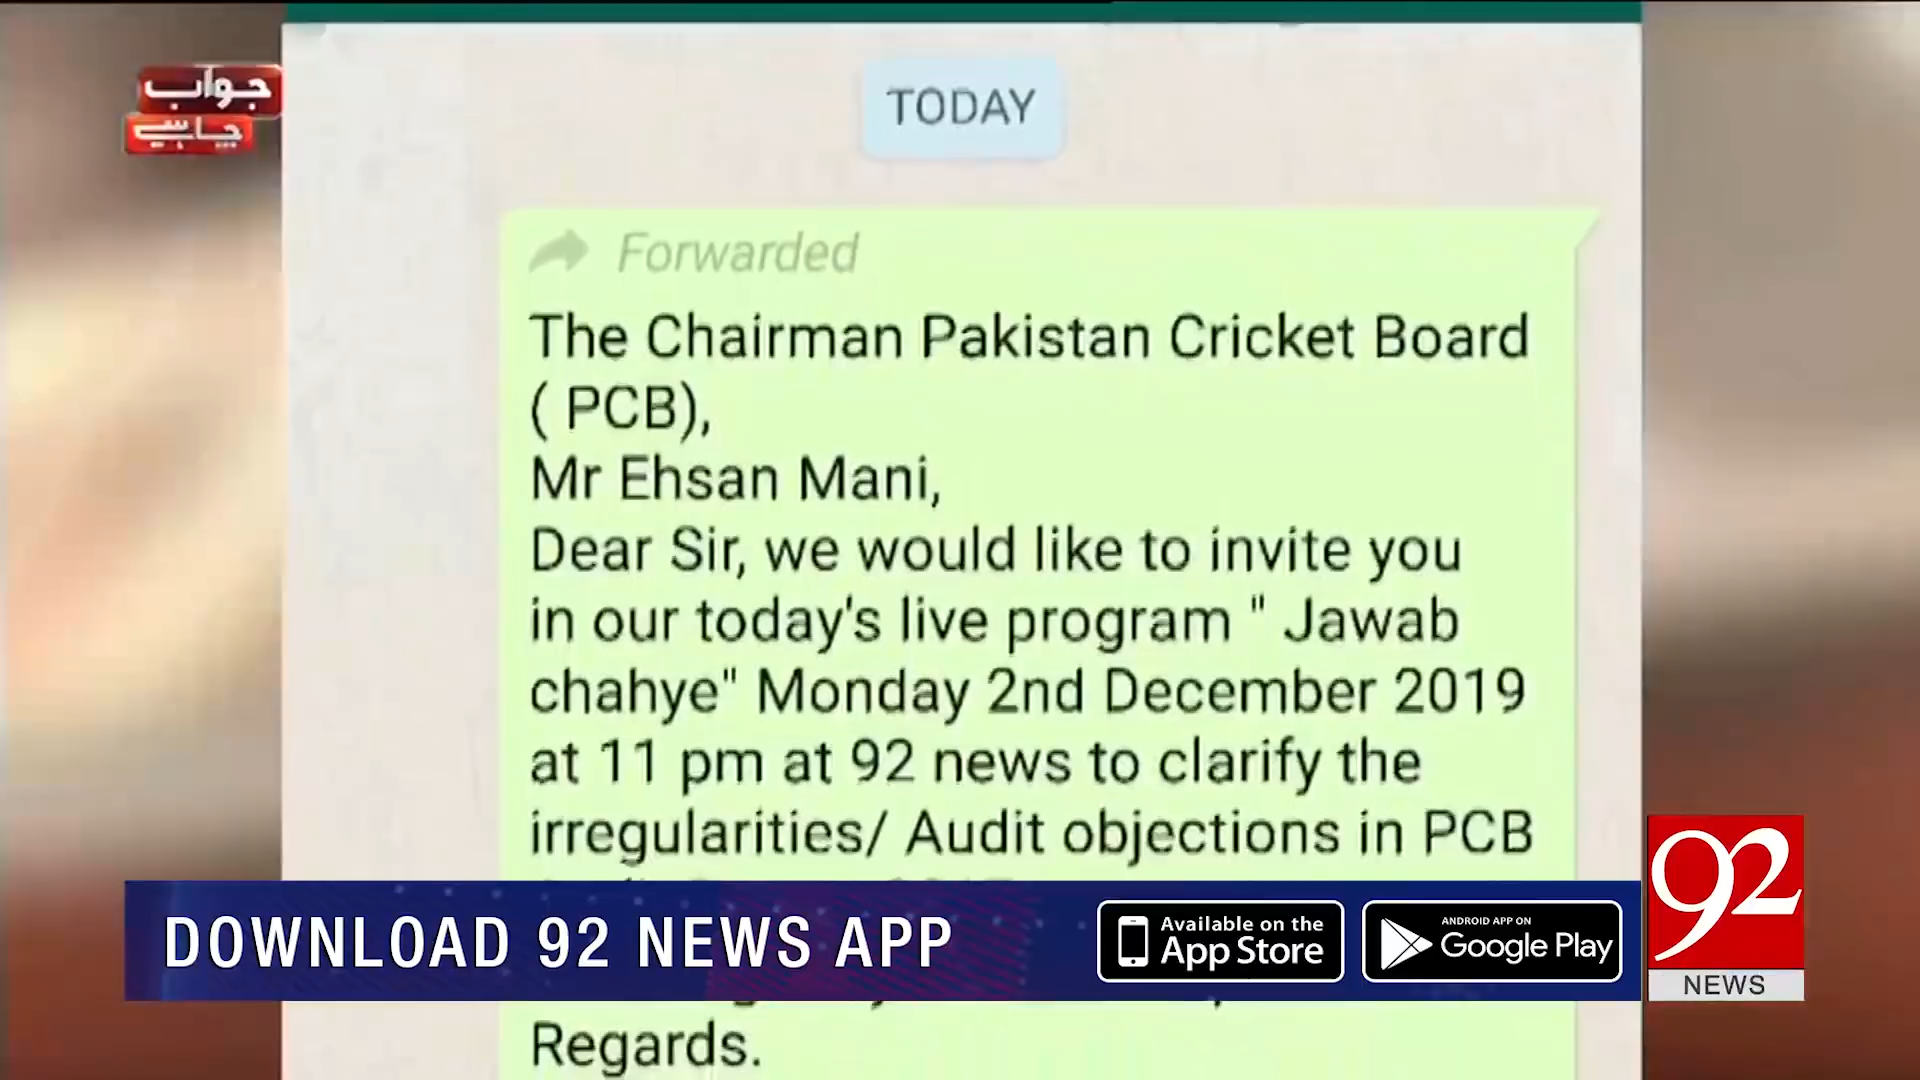 جواب
چاہیے
TODAY
Forwarded
The Chairman Pakistan Cricket Board
( PCB),
Mr Ehsan Mani,
Dear Sir, we would like to invite you
in our today's live program " Jawab
chahye" Monday 2nd December 2019
at 11 pm at 92 news to clarify the
irregularities/ Audit objections in PCB
DOWNLOAD 92 NEWS APP
Available on the
App Store
ANDROID APP ON
Google Play
92
NEWS
Regards.